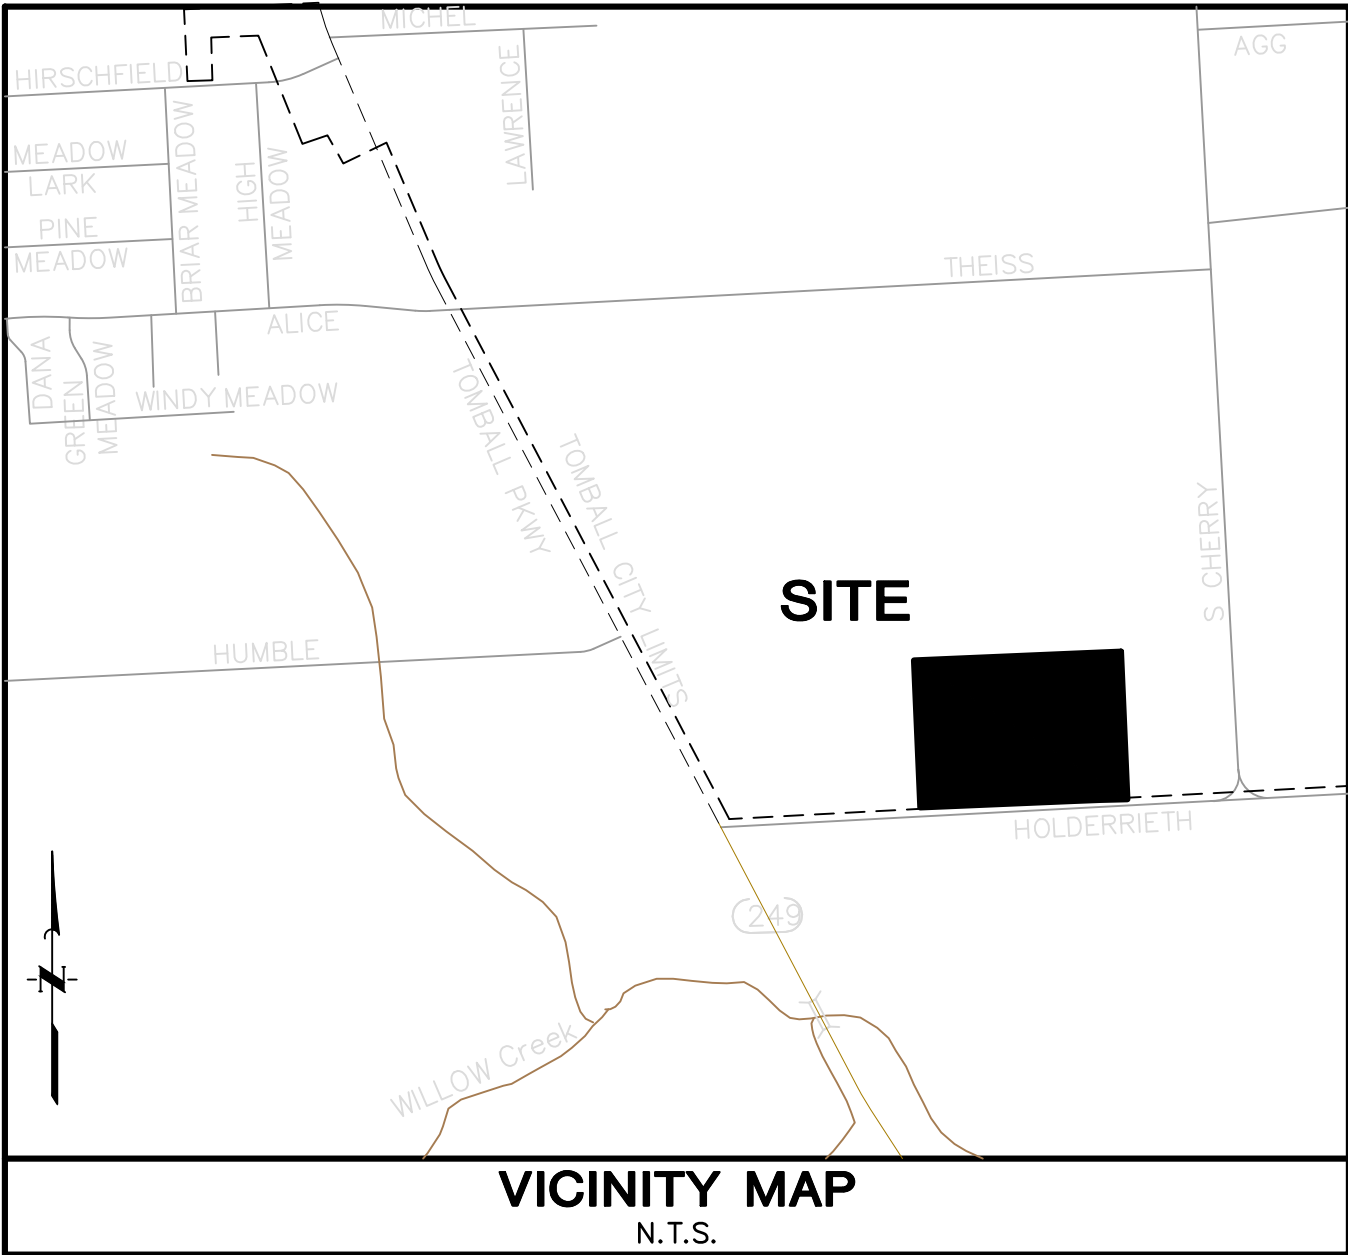 MICHEL
AGG
HIRSCHFIELD
LAWRENCE
MEADOW
LARK
BRIAR MEADOW
HIGH
MEADOW
PINE
MEADOW
THEISS
ALICE
DANA
GREEN
MEADOW
WINDY MEADOW
TOMBALL PKWY
TOMBALL CITY LIMITS
S CHERRY
SITE
HUMBLE
HOLDERRIETH
249
N
WILLOW Creek
VICINITY MAP
N.T.S.